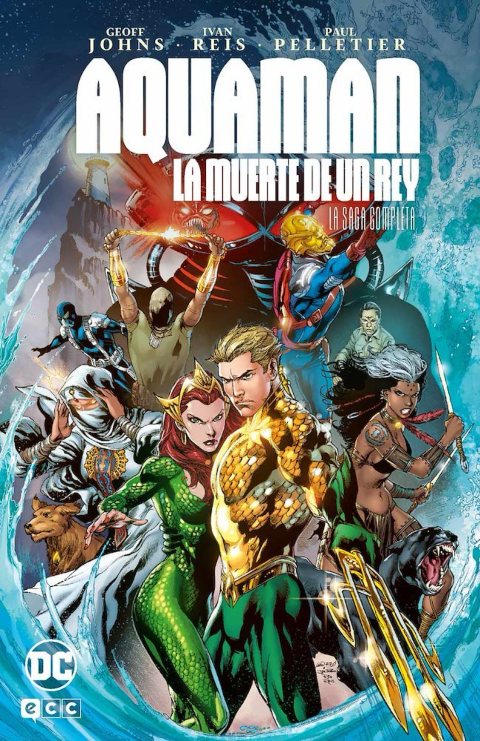 GEOFF IVAN PAUL
JOHNS · REIS · PELLETIER
AQUAMAN
LA MUERTE DE UN REY
LA SAGA COMPLETA
DC
ecc